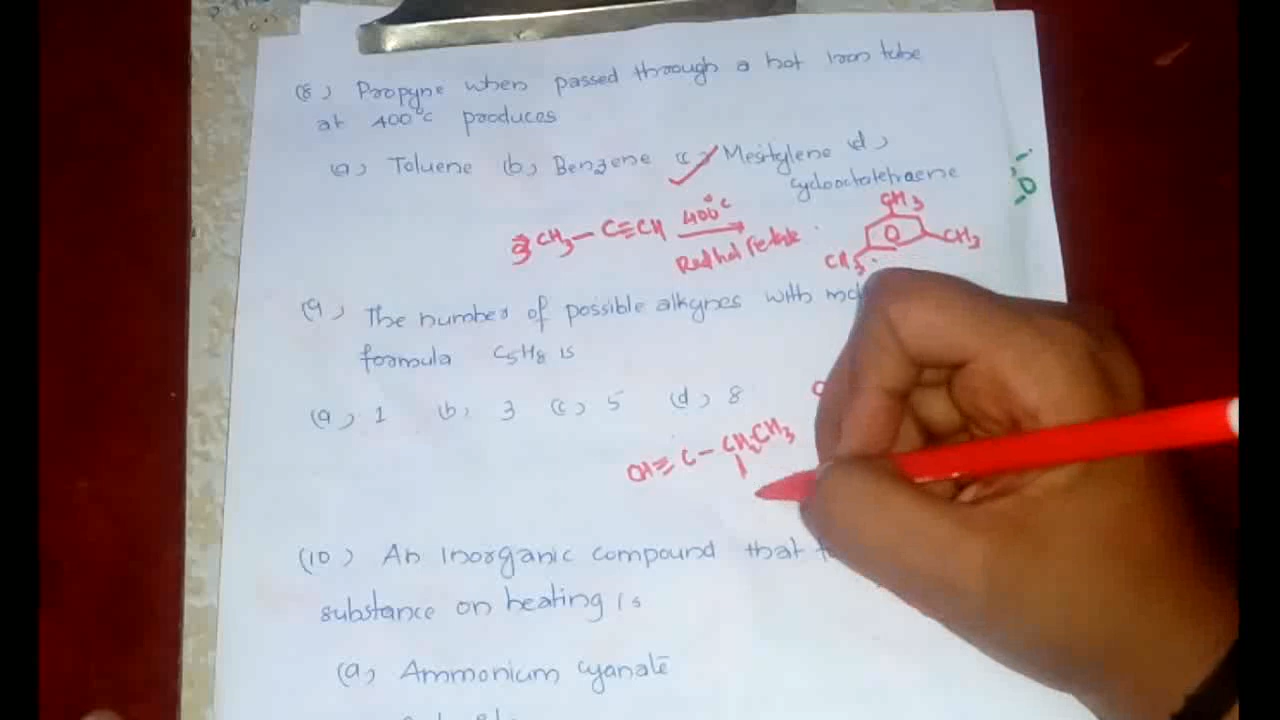 (8) Propyne when passed through a hot Iron tube
at 400°C produces
(a) Toluene (b) Benzene (c) Mesitylene (d)
cyclooctatetraene
3 CH3 — C≡CH 400°C
Red hot
CH3
CH3
CH3
(9) The number of possible alkynes with
formula C5H8 is
(a) 1 (b) 3 (c) 5 (d) 8
CH≡ C — CH2CH3
(10) An Inorganic compound that
substance on heating is
(a) Ammonium cyanate